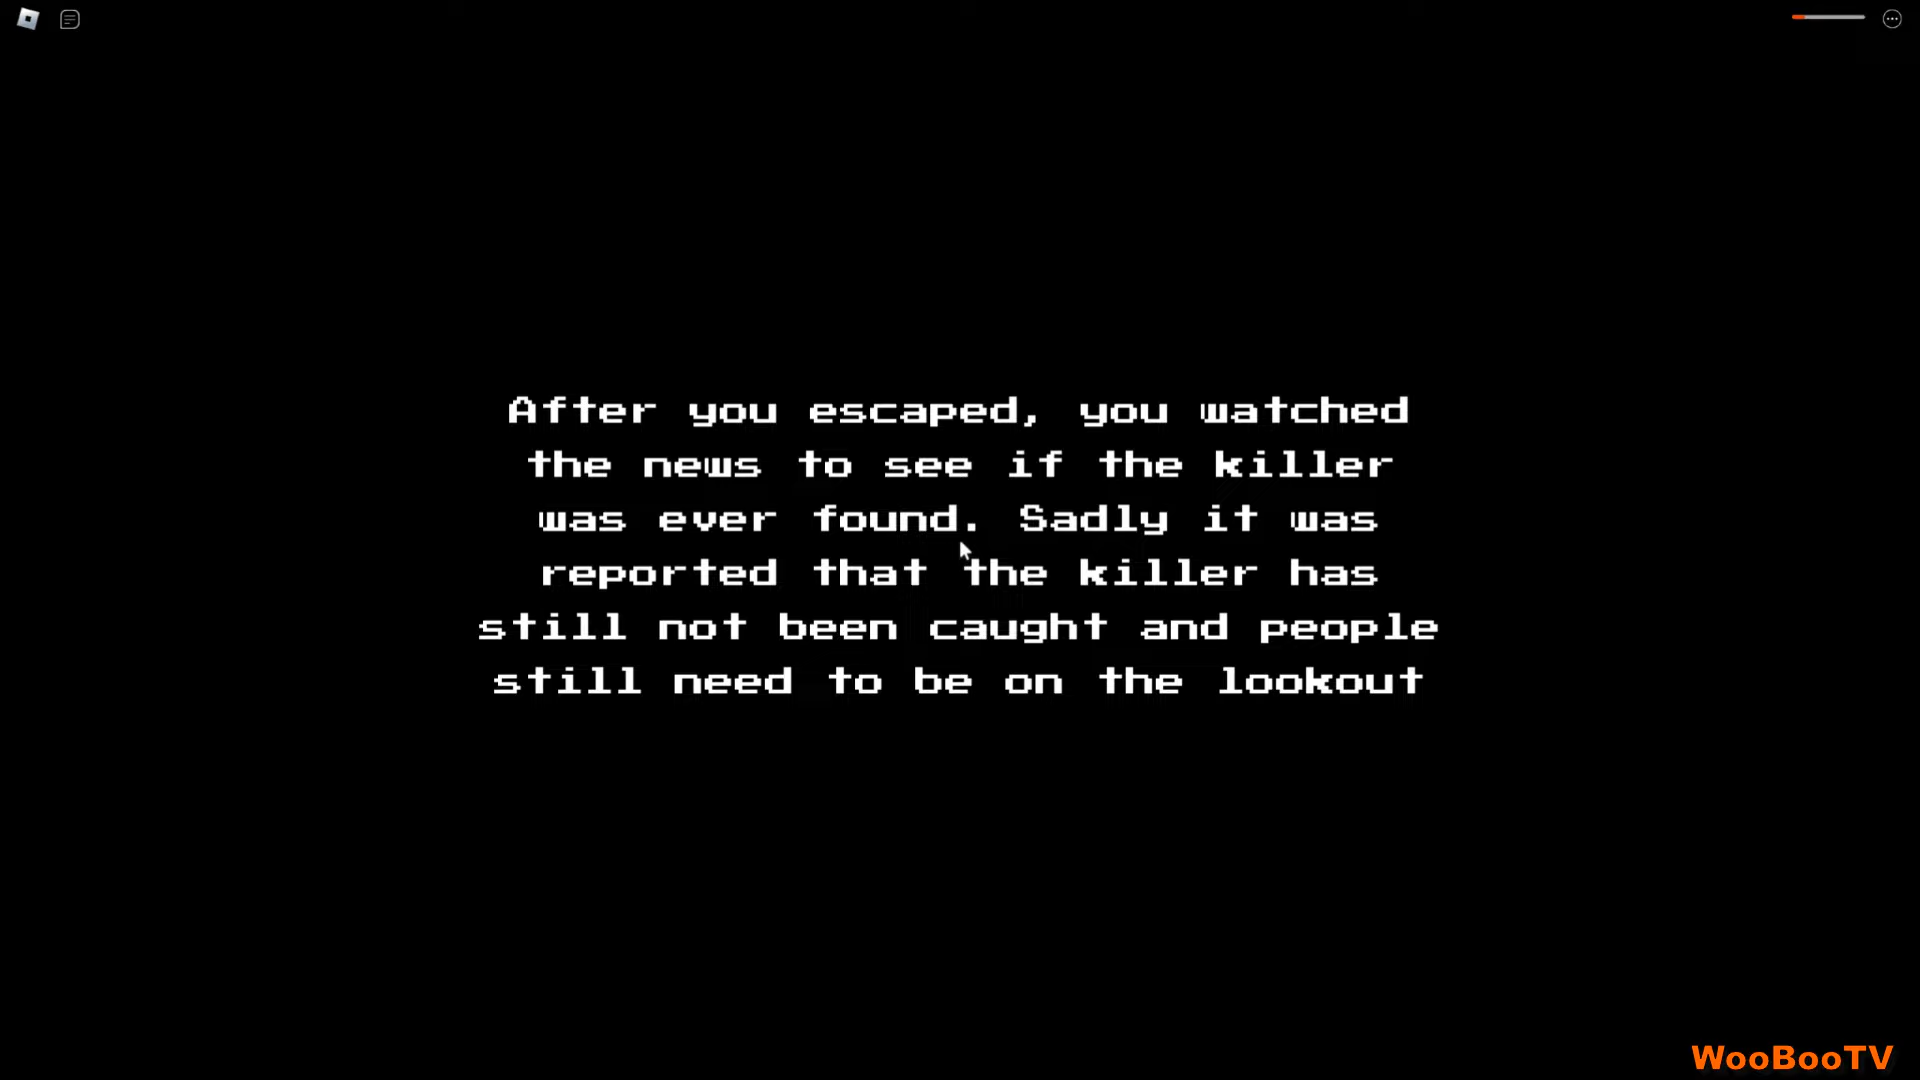 After you escaped, you watched
the news to see if the killer
was ever found. Sadly it was
reported that the killer has
still not been caught and people
still need to be on the lookout
WooBooTV